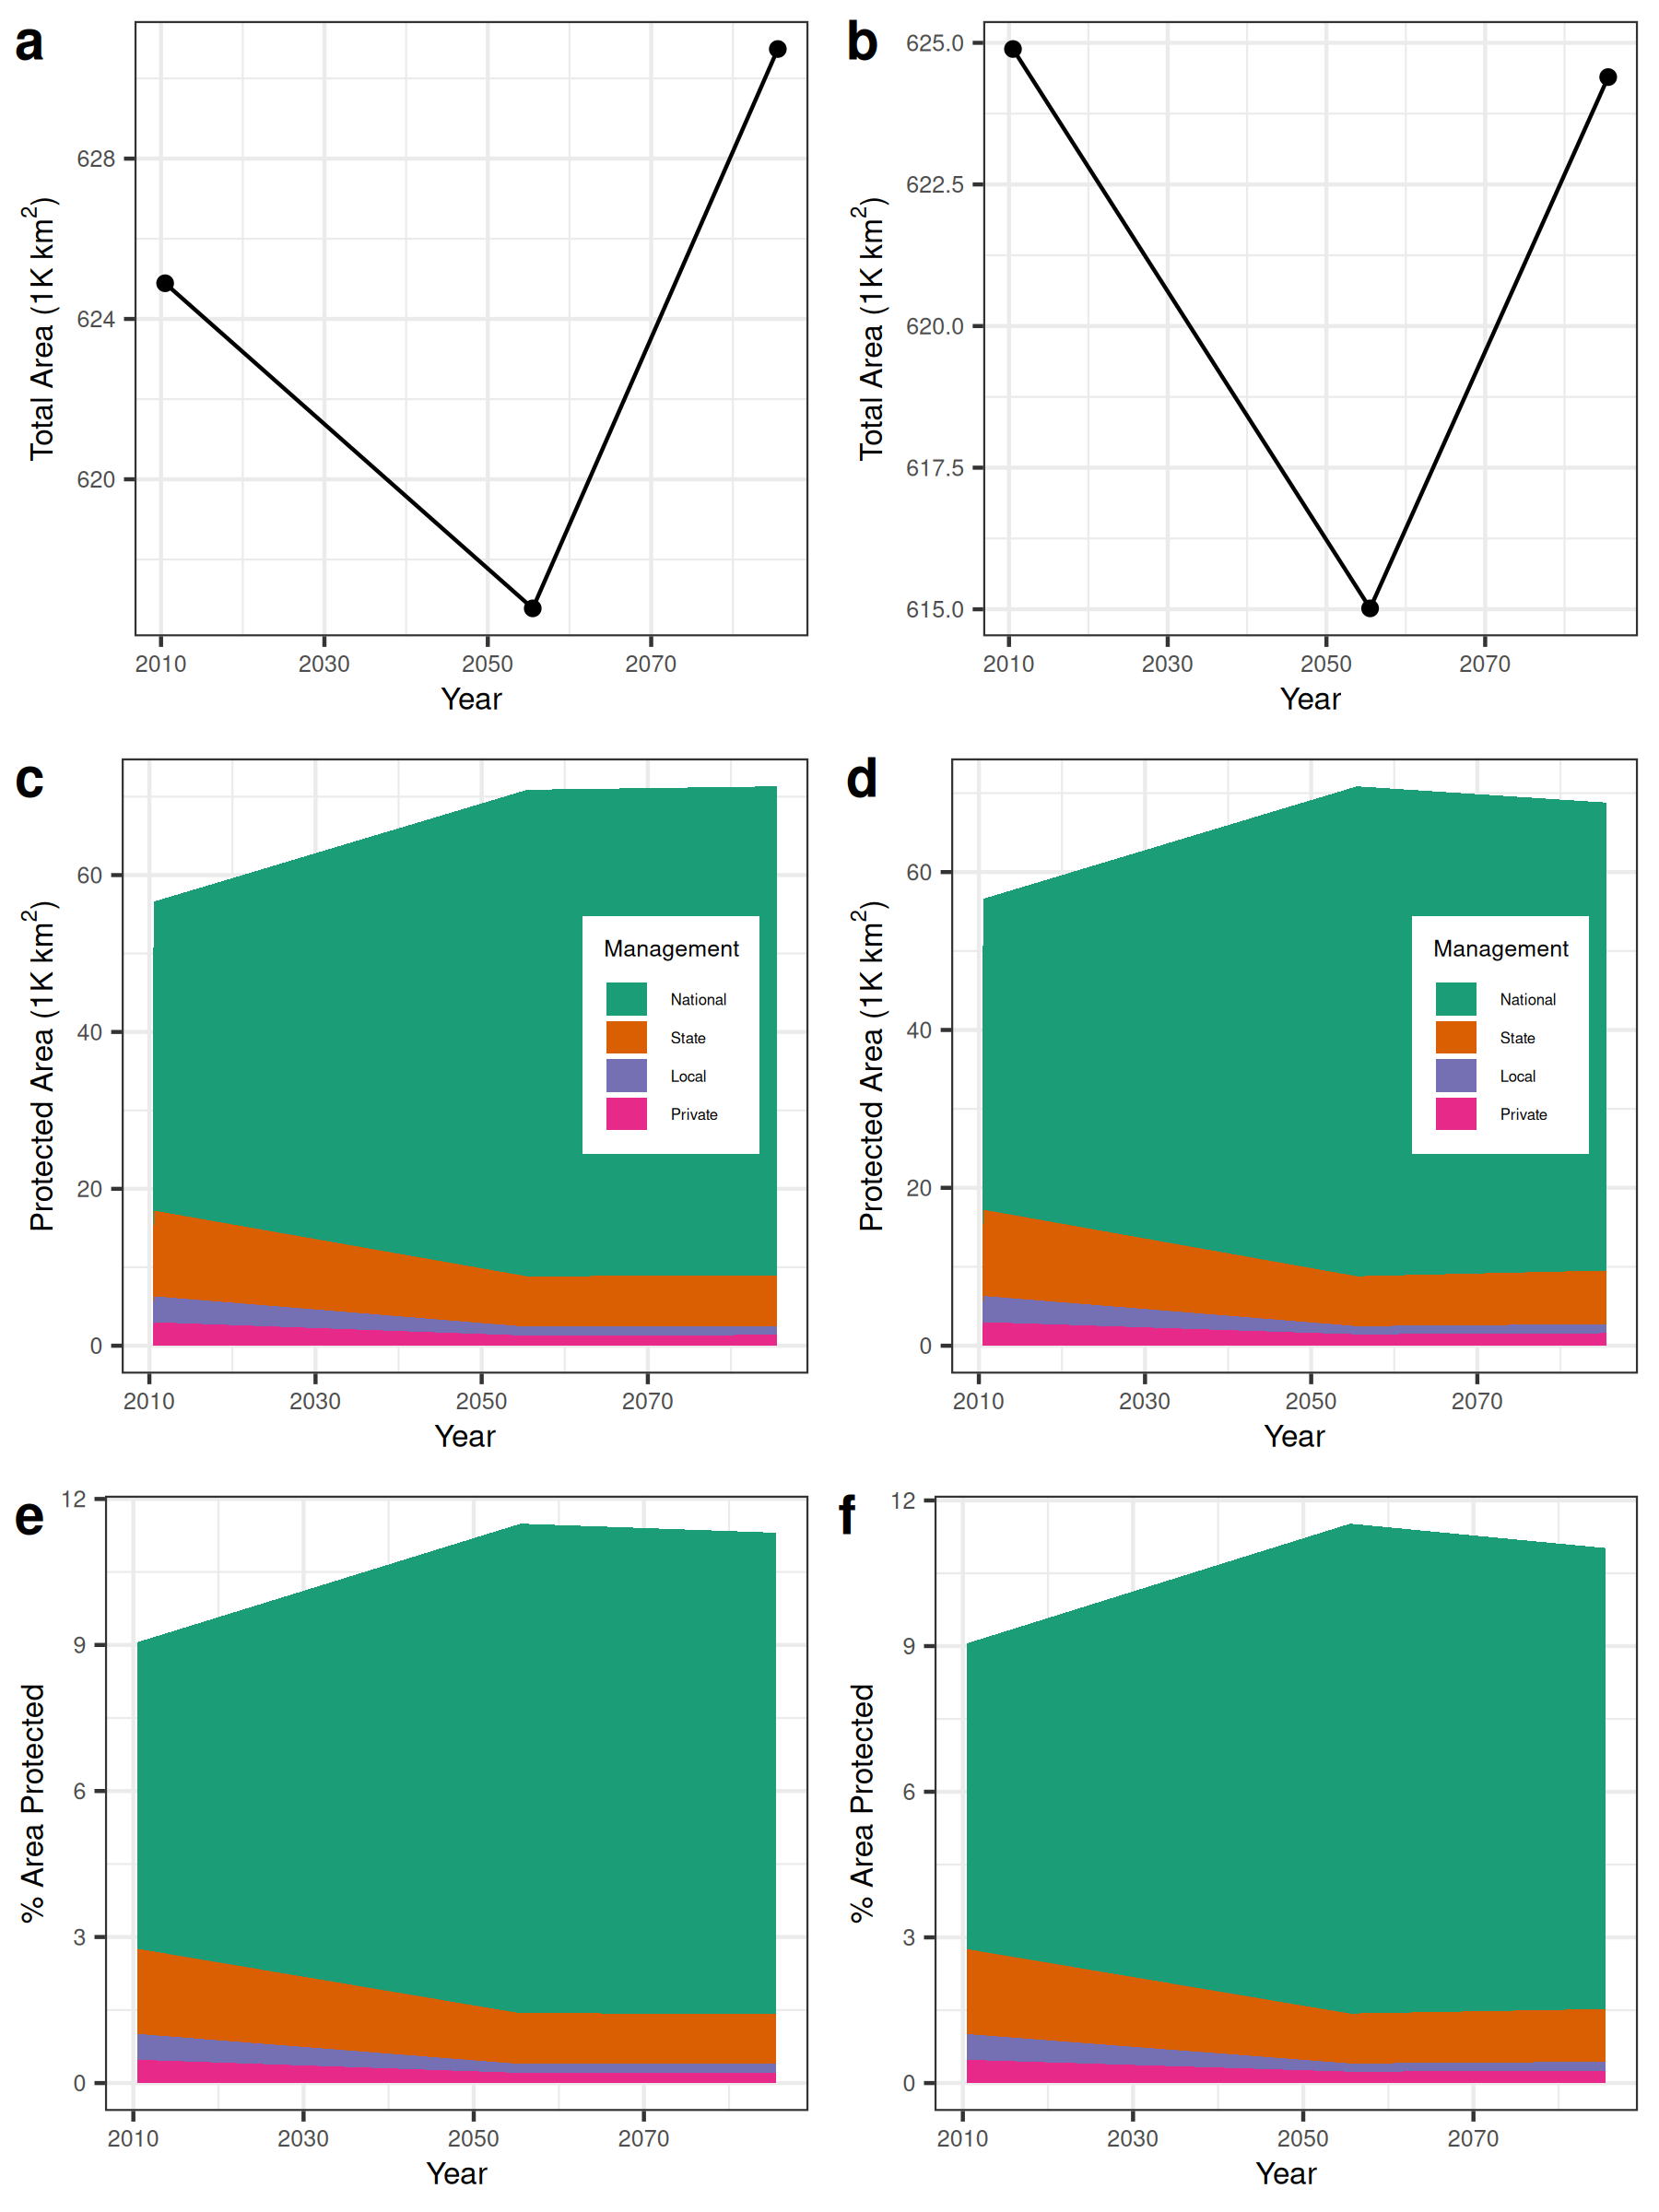 a
Total Area (1K km2)
628
624
620
2010 2030 2050 2070
Year
b
Total Area (1K km2)
625.0
622.5
620.0
617.5
615.0
2010 2030 2050 2070
Year
c
Protected Area (1K km2)
60
40
20
0
Management
National
State
Local
Private
2010 2030 2050 2070
Year
d
Protected Area (1K km2)
60
40
20
0
Management
National
State
Local
Private
2010 2030 2050 2070
Year
e
% Area Protected
12
9
6
3
0
2010 2030 2050 2070
Year
f
% Area Protected
12
9
6
3
0
2010 2030 2050 2070
Year